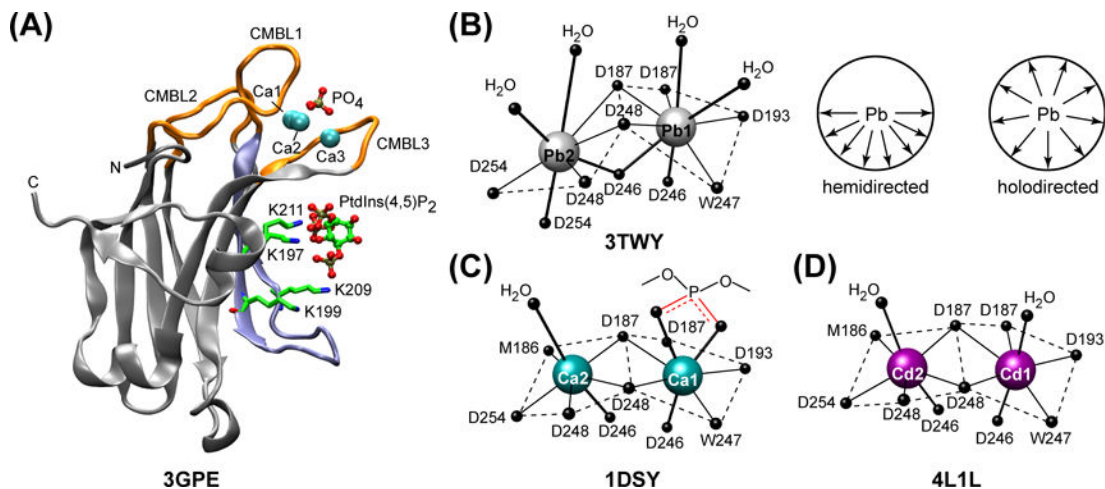 (A)
CMBL1
CMBL2
Ca1
PO4
Ca2
Ca3
CMBL3
N
C
PtdIns(4,5)P2
K211
K197
K209
K199
3GPE
(B)
H2O
H2O
H2O
H2O
D187
D187
D248
D193
Pb1
Pb2
D254
D248
D246
D246
W247
D254
3TWY
Pb
hemidirected
Pb
holodirected
(C)
H2O
O
P
O
D187
D187
M186
D193
Ca2
Ca1
D254
D248
D248
D246
D246
W247
1DSY
(D)
H2O
D187
D187
H2O
M186
D193
Cd2
Cd1
D254
D248
D248
D246
D246
W247
4L1L